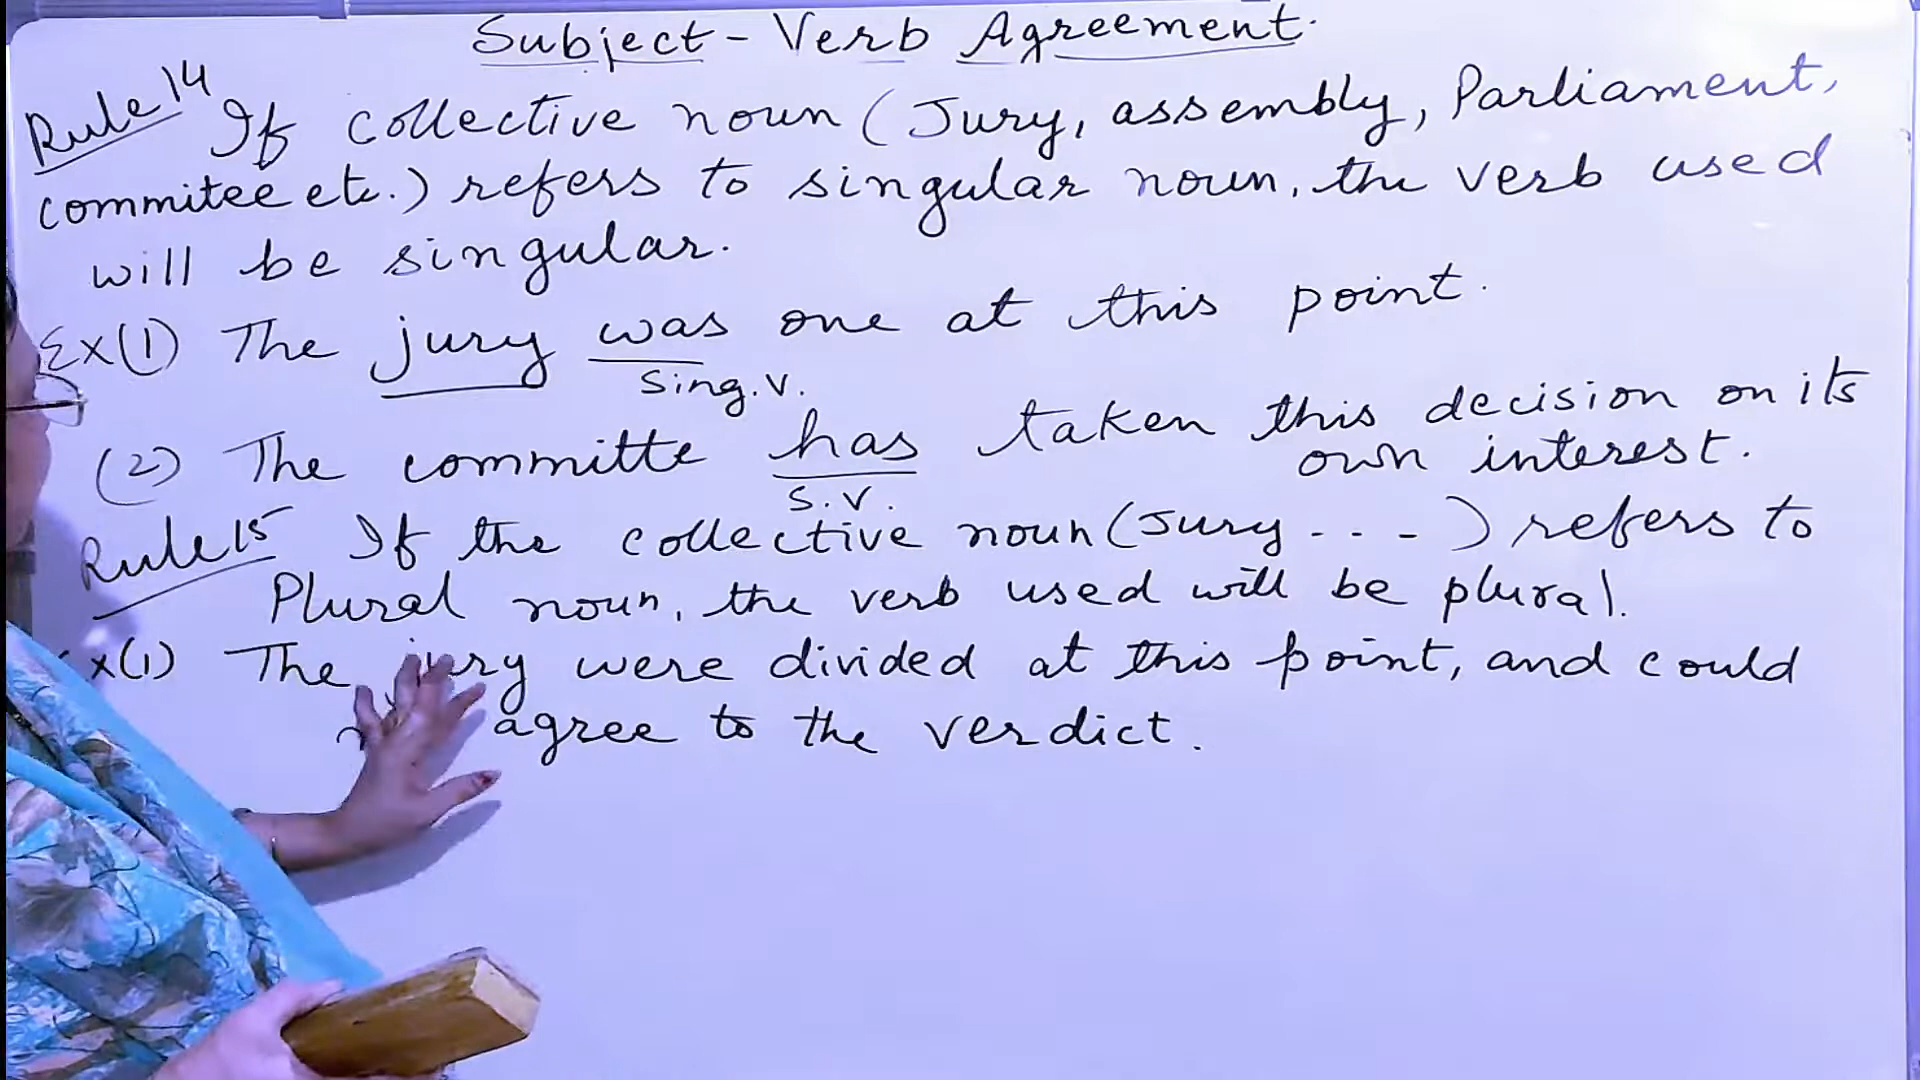 Subject-Verb Agreement.
Rule 14 If collective noun (Jury, assembly, Parliament,
commitee etc.) refers to singular noun, the verb used
will be singular.
Ex(1) The jury was one at this point.
Sing.V.
(2) The committe has taken this decision on its
own interest.
S.V.
Rule 15 If the collective noun (Jury - - - ) refers to
Plural noun, the verb used will be plural.
x(1) The jury were divided at this point, and could
agree to the verdict.